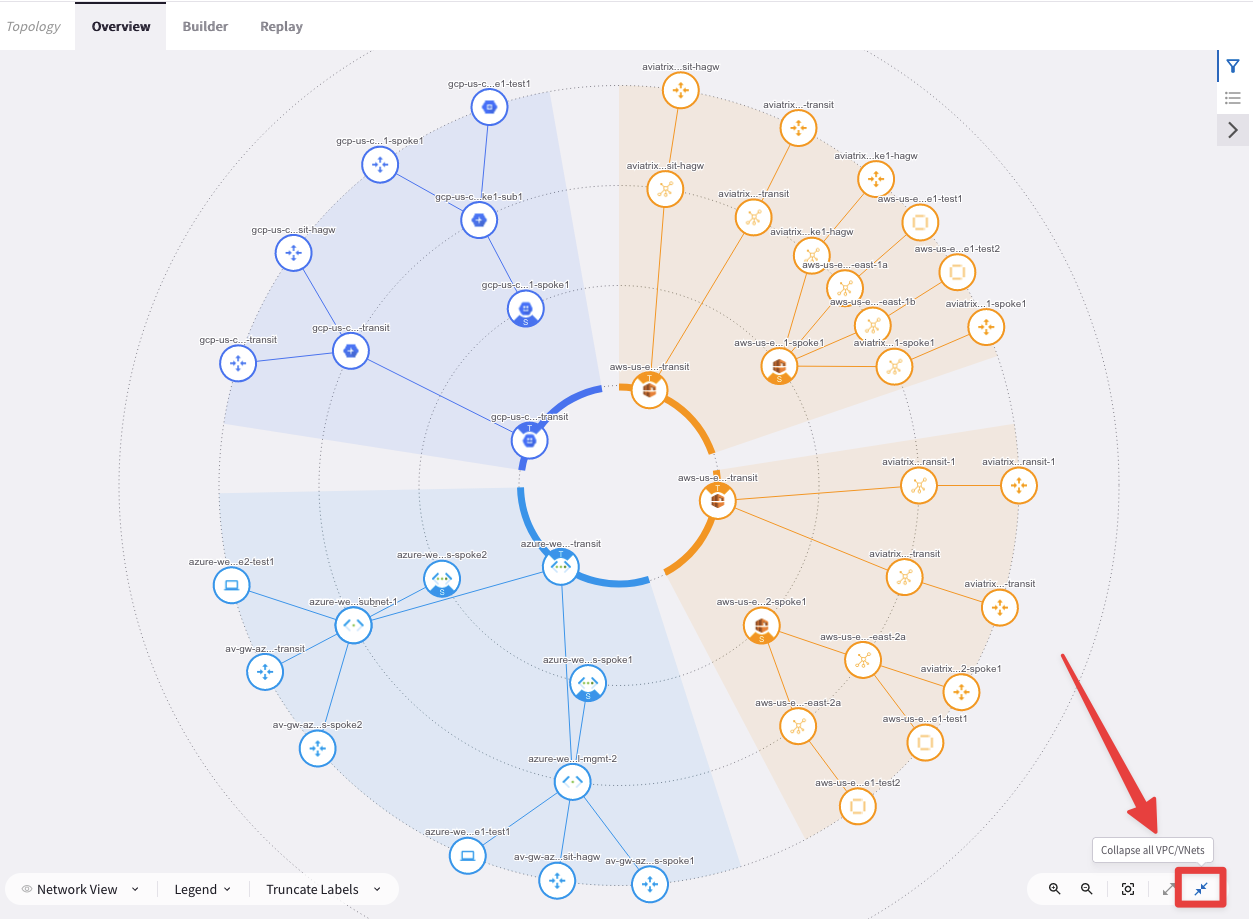 Topology
Overview
Builder
Replay
aviatrix...sit-hagw
gcp-us-c...e1-test1
aviatrix...-transit
gcp-us-c...1-spoke1
aviatrix...ke1-hagw
aviatrix...sit-hagw
aviatrix...-transit
gcp-us-c...ke1-sub1
aws-us-e...e1-test1
gcp-us-c...sit-hagw
aviatrix...ke1-hagw
aws-us-e...e1-test2
aws-us-e...-east-1a
gcp-us-c...1-spoke1
aws-us-e...-east-1b
aviatrix...1-spoke1
S
gcp-us-c...-transit
gcp-us-c...-transit
aws-us-e...1-spoke1
aviatrix...1-spoke1
aws-us-e...-transit
T
S
gcp-us-c...-transit
T
aviatrix...ransit-1
aviatrix...ransit-1
aws-us-e...-transit
T
azure-we...-transit
T
azure-we...s-spoke2
S
aviatrix...-transit
azure-we...e2-test1
aviatrix...-transit
azure-we...subnet-1
aws-us-e...2-spoke1
S
aws-us-e...-east-2a
av-gw-az...-transit
azure-we...s-spoke1
S
aviatrix...2-spoke1
aws-us-e...-east-2a
aws-us-e...e1-test1
av-gw-az...s-spoke2
azure-we...l-mgmt-2
aws-us-e...e1-test2
azure-we...e1-test1
Collapse all VPC/VNets
av-gw-az...sit-hagw
av-gw-az...s-spoke1
Network View
Legend
Truncate Labels